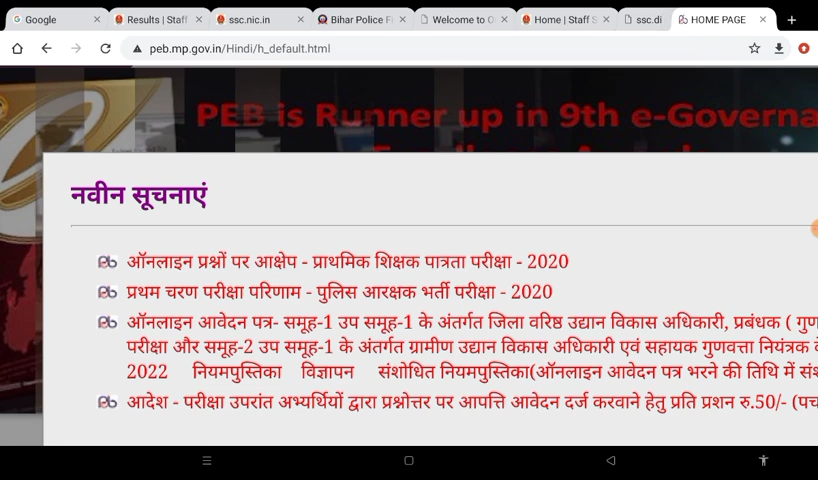 Google
Results | Staff
ssc.nic.in
Bihar Police F
Welcome to O
Home | Staff S
ssc.di
HOME PAGE
peb.mp.gov.in/Hindi/h_default.html
PEB is Runner up in 9th e-Governa
नवीन सूचनाएं
ऑनलाइन प्रश्नों पर आक्षेप - प्राथमिक शिक्षक पात्रता परीक्षा - 2020
प्रथम चरण परीक्षा परिणाम - पुलिस आरक्षक भर्ती परीक्षा - 2020
ऑनलाइन आवेदन पत्र- समूह-1 उप समूह-1 के अंतर्गत जिला वरिष्ठ उद्यान विकास अधिकारी, प्रबंधक ( गुण
परीक्षा और समूह-2 उप समूह-1 के अंतर्गत ग्रामीण उद्यान विकास अधिकारी एवं सहायक गुणवत्ता नियंत्रक
2022 नियमपुस्तिका विज्ञापन संशोधित नियमपुस्तिका(ऑनलाइन आवेदन पत्र भरने की तिथि में संश
आदेश - परीक्षा उपरांत अभ्यर्थियों द्वारा प्रश्नोत्तर पर आपत्ति आवेदन दर्ज करवाने हेतु प्रति प्रशन रु.50/- (पच